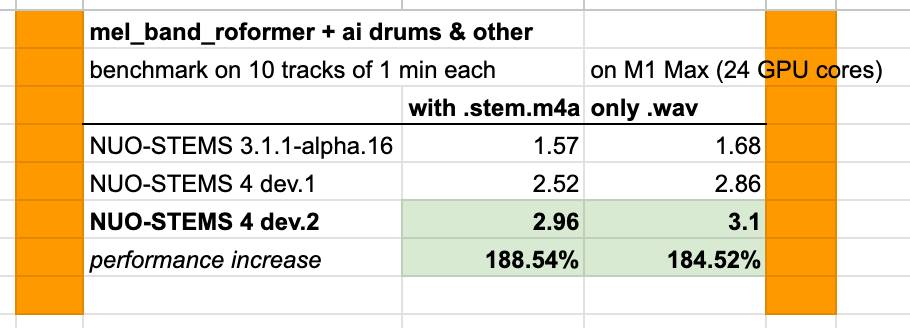 mel_band_roformer + ai drums & other
benchmark on 10 tracks of 1 min each on M1 Max (24 GPU cores)
with .stem.m4a only .wav
NUO-STEMS 3.1.1-alpha.16 1.57 1.68
NUO-STEMS 4 dev.1 2.52 2.86
NUO-STEMS 4 dev.2 2.96 3.1
performance increase 188.54% 184.52%